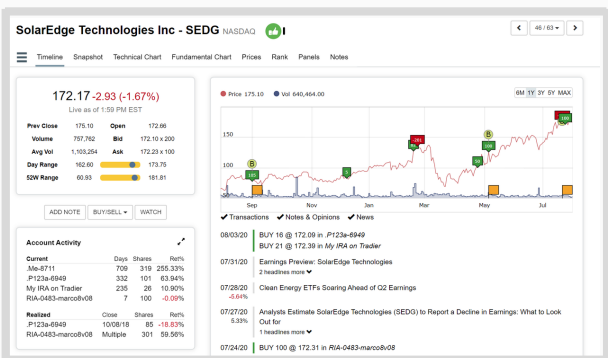 SolarEdge Technologies Inc - SEDG NASDAQ
46 / 63
Timeline Snapshot Technical Chart Fundamental Chart Prices Rank Panels Notes
172.17 -2.93 (-1.67%)
Live as of 1:59 PM EST
Prev Close 175.10 Open 172.66
Volume 757,762 Bid 172.10 x 200
Avg Vol 1,103,254 Ask 172.23 x 100
Day Range 162.60 173.75
52W Range 60.93 181.81
ADD NOTE BUY/SELL WATCH
Account Activity
Current Days Shares Ret%
.Me-8711 709 319 255.33%
.P123a-6949 332 101 63.94%
My IRA on Tradier 235 26 10.90%
RIA-0483-marco8v08 7 100 -0.09%
Realized Close Shares Ret%
.P123a-6949 10/08/18 85 -18.83%
RIA-0483-marco8v08 Multiple 301 59.56%
Price 175.10 Vol 640,464.00
6M 1Y 3Y 5Y MAX
150
100
B
B
-201
Sep Nov Jan Mar May Jul
Transactions Notes & Opinions News
08/03/20 BUY 16 @ 172.09 in .P123a-6949
BUY 21 @ 172.39 in My IRA on Tradier
07/31/20 Earnings Preview: SolarEdge Technologies
2 headlines more
07/28/20 Clean Energy ETFs Soaring Ahead of Q2 Earnings
-5.64%
07/27/20 Analysts Estimate SolarEdge Technologies (SEDG) to Report a Decline in Earnings: What to Look
5.33% Out for
1 headlines more
07/24/20 BUY 100 @ 172.31 in RIA-0483-marco8v08